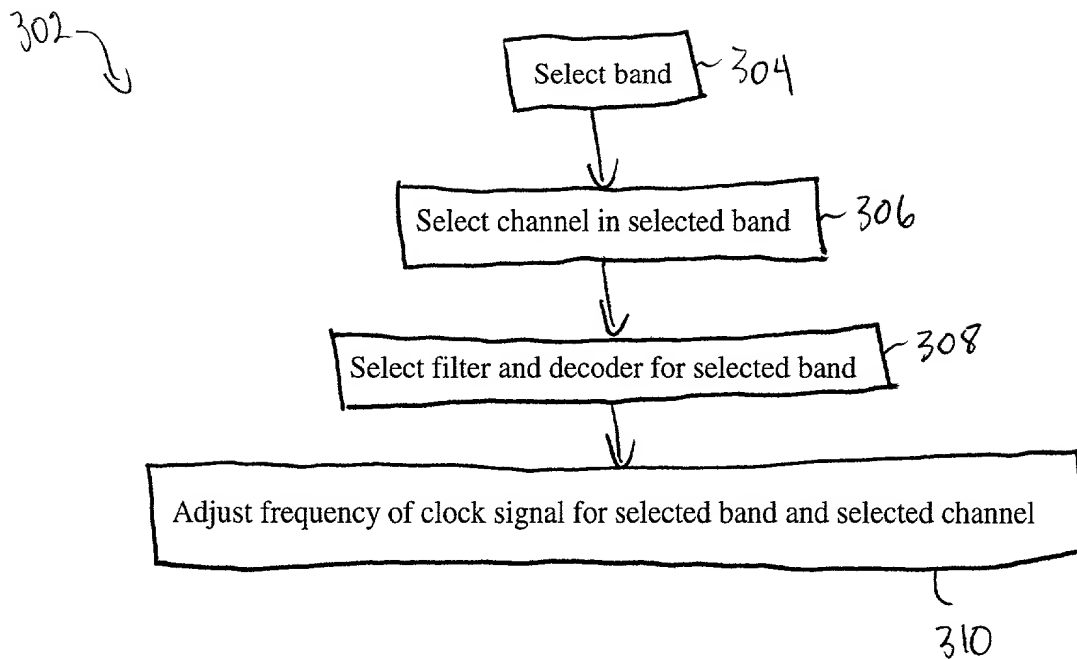 302
Select band
304
Select channel in selected band
306
Select filter and decoder for selected band
308
Adjust frequency of clock signal for selected band and selected channel
310